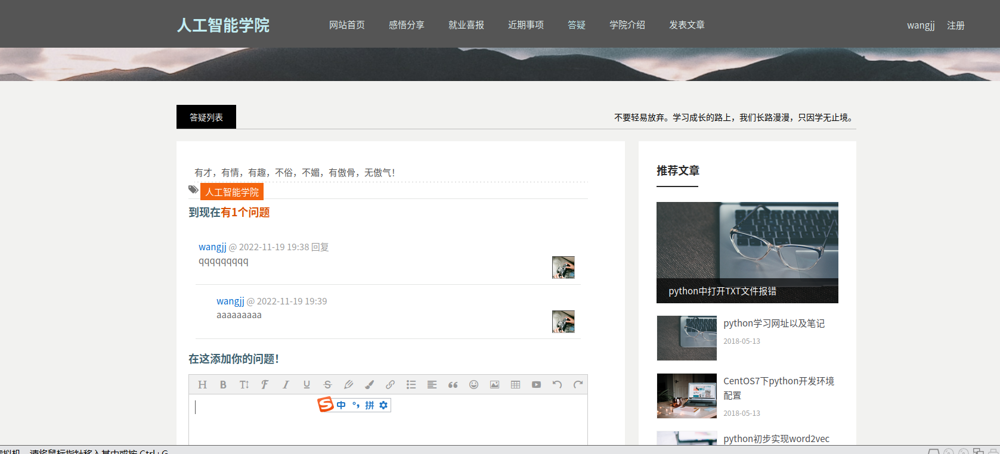 人工智能学院
网站首页 感悟分享 就业喜报 近期事项 答疑 学院介绍 发表文章
wangjj 注册
答疑列表
不要轻易放弃。学习成长的路上，我们长路漫漫，只因学无止境。
有才，有情，有趣，不俗，不媚，有傲骨，无傲气！
人工智能学院
到现在有1个问题
wangjj @ 2022-11-19 19:38 回复
qqqqqqqqq
wangjj @ 2022-11-19 19:39
aaaaaaaaa
在这添加你的问题！
中 拼
推荐文章
python中打开TXT文件报错
python学习网址以及笔记
2018-05-13
CentOS7下python开发环境
配置
2018-05-13
python初步实现word2vec
虚拟机，请将鼠标指针移入其中或按 Ctrl+G